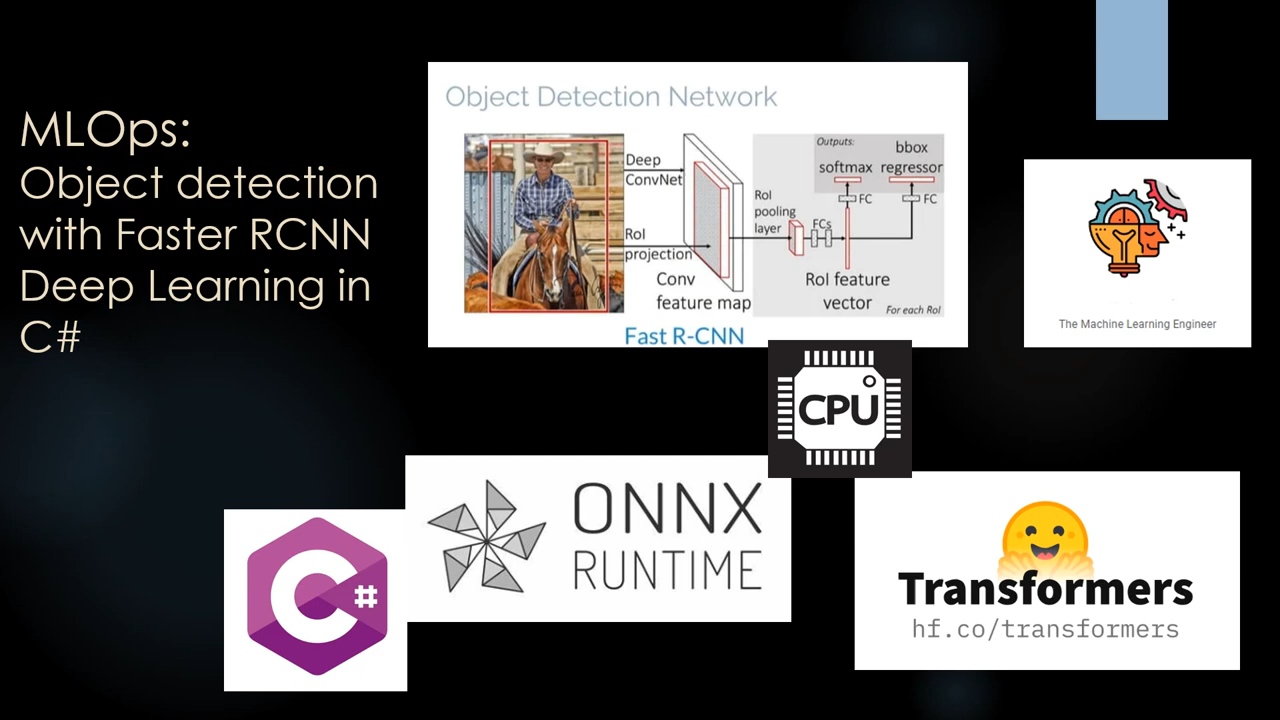 MLOps:
Object detection
with Faster RCNN
Deep Learning in
C#
Object Detection Network
Deep
ConvNet
RoI
projection
Conv
feature map
RoI
pooling
layer
FCs
Outputs:
softmax
bbox
regressor
FC
FC
RoI feature
vector
For each RoI
Fast R-CNN
The Machine Learning Engineer
CPU
ONNX
RUNTIME
C#
Transformers
hf.co/transformers